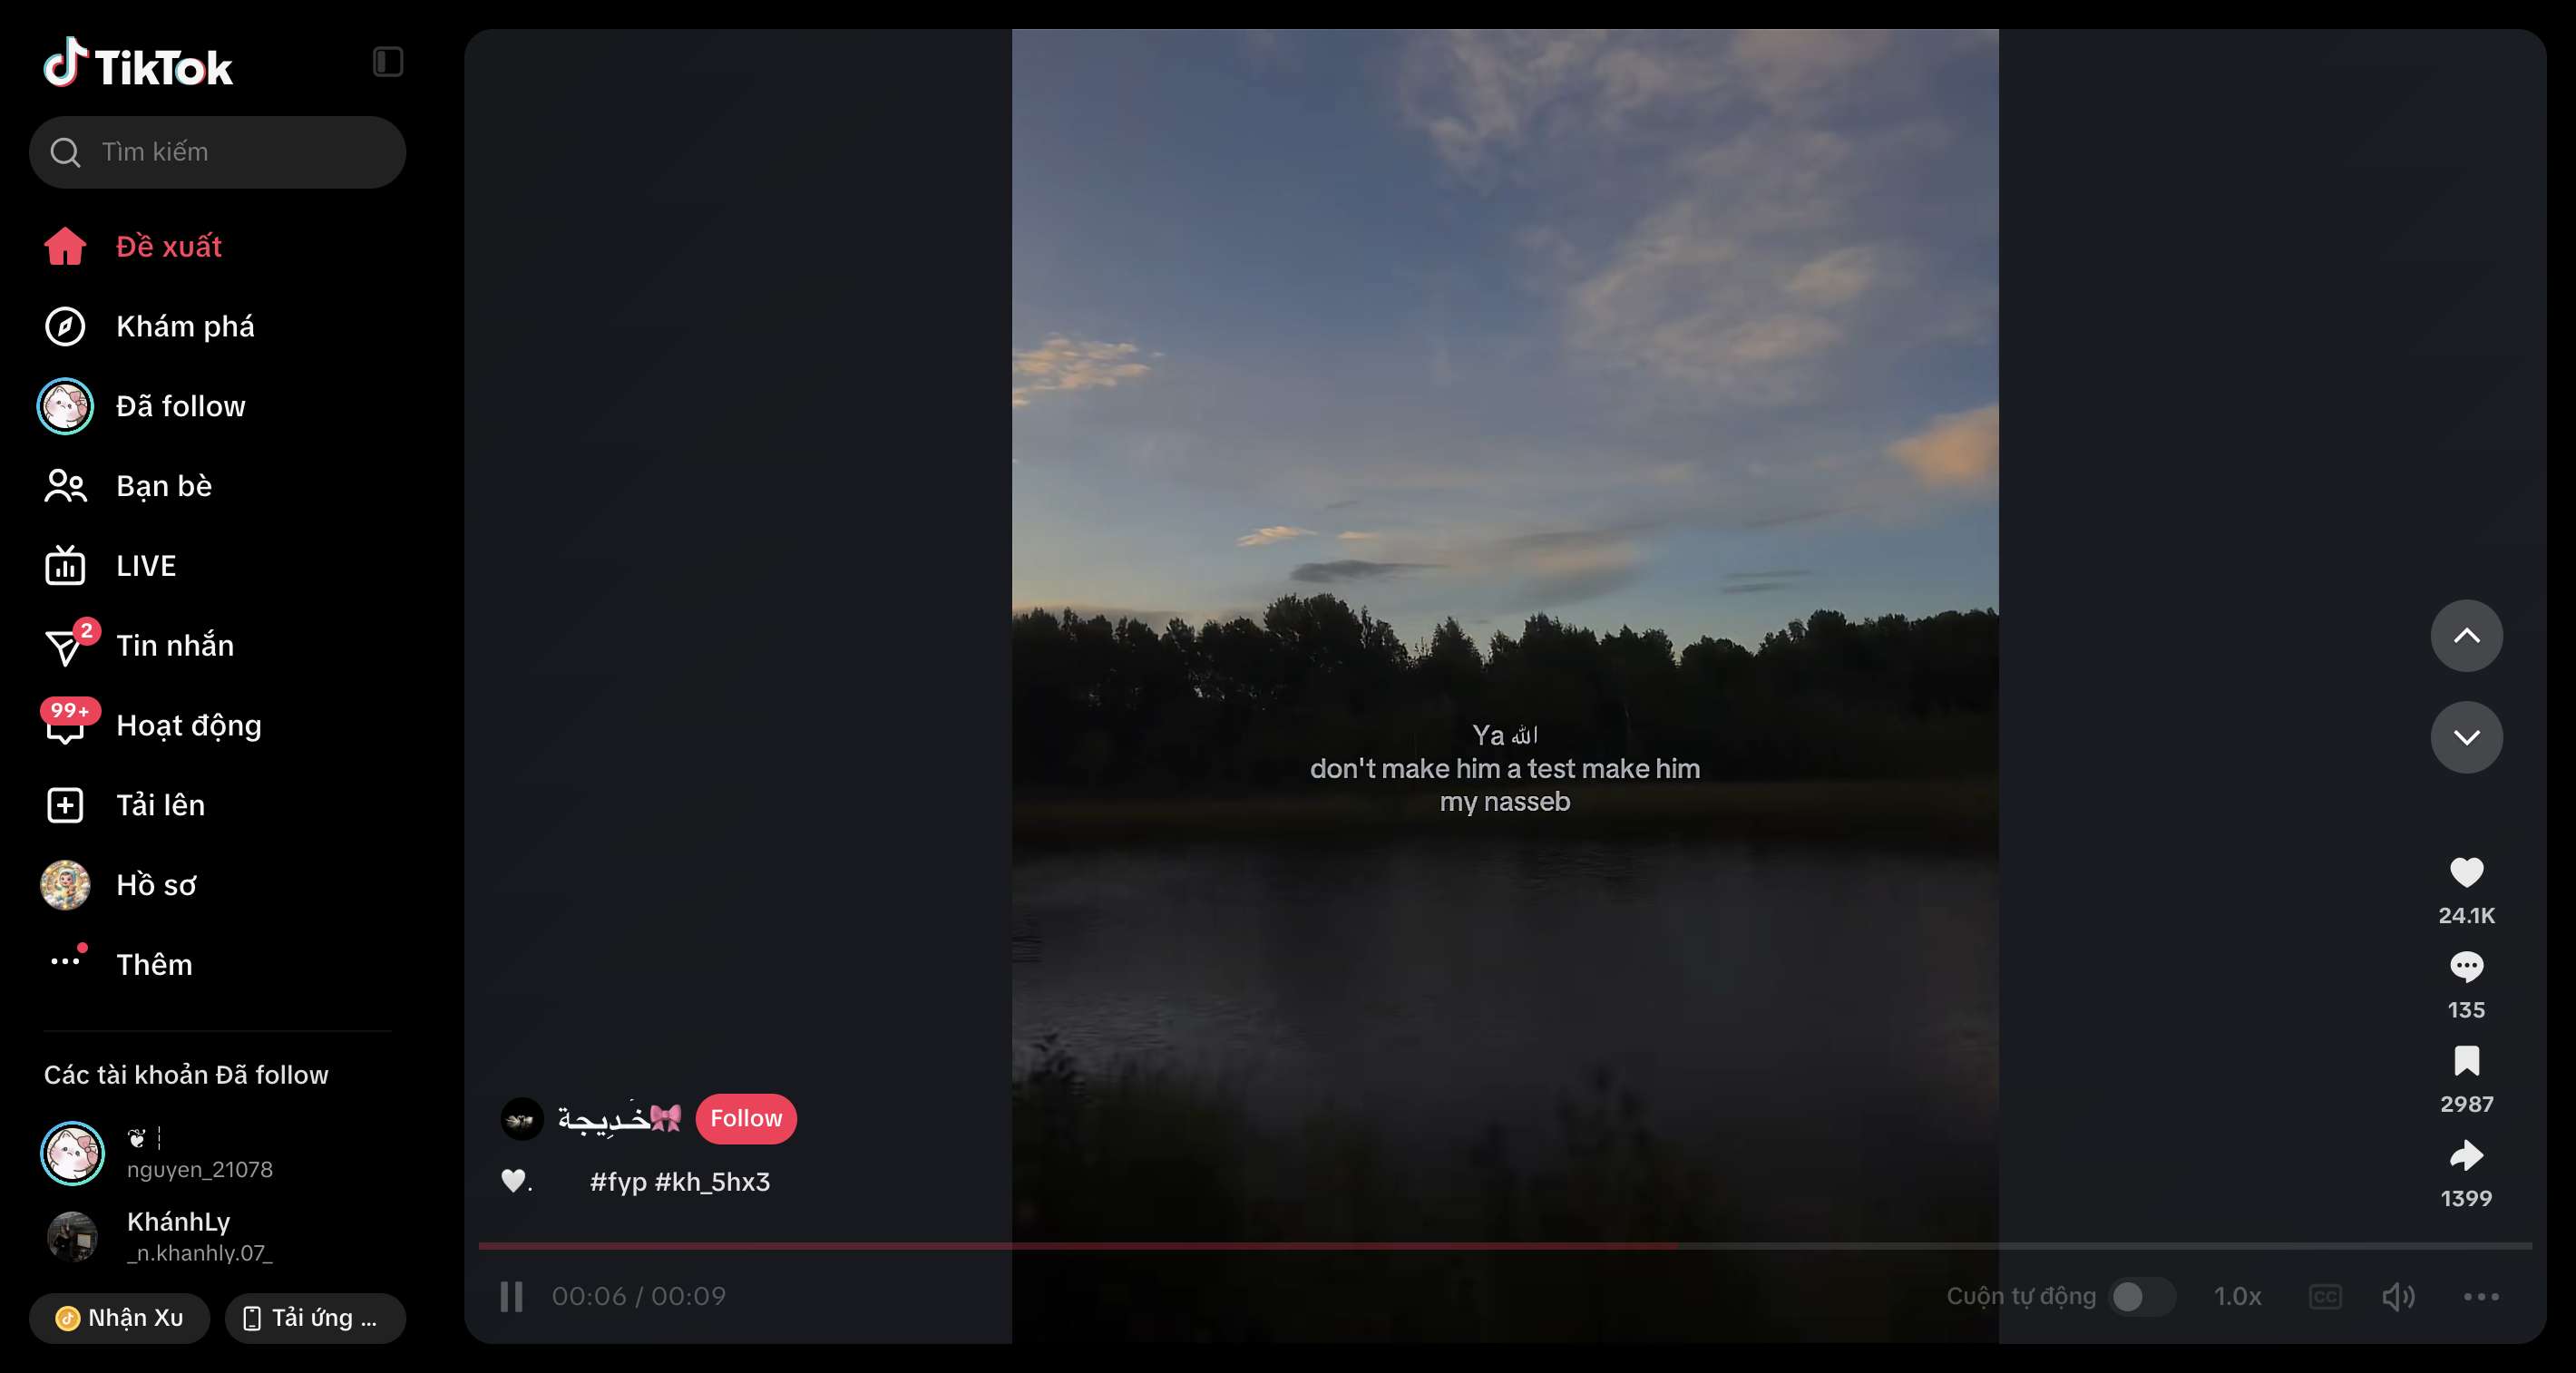 TikTok
Tìm kiếm
Đề xuất
Khám phá
Đã follow
Bạn bè
LIVE
2
Tin nhắn
99+
Hoạt động
Tải lên
Hồ sơ
Thêm
Các tài khoản Đã follow
nguyen_21078
KhánhLy
_n.khanhly.07_
Nhận Xu
Tải ứng ...
Ya الله
don't make him a test make him
my nasseb
خَدِيجة🎀
Follow
🤍. #fyp #kh_5hx3
00:06 / 00:09
24.1K
135
2987
1399
Cuộn tự động
1.0x
CC